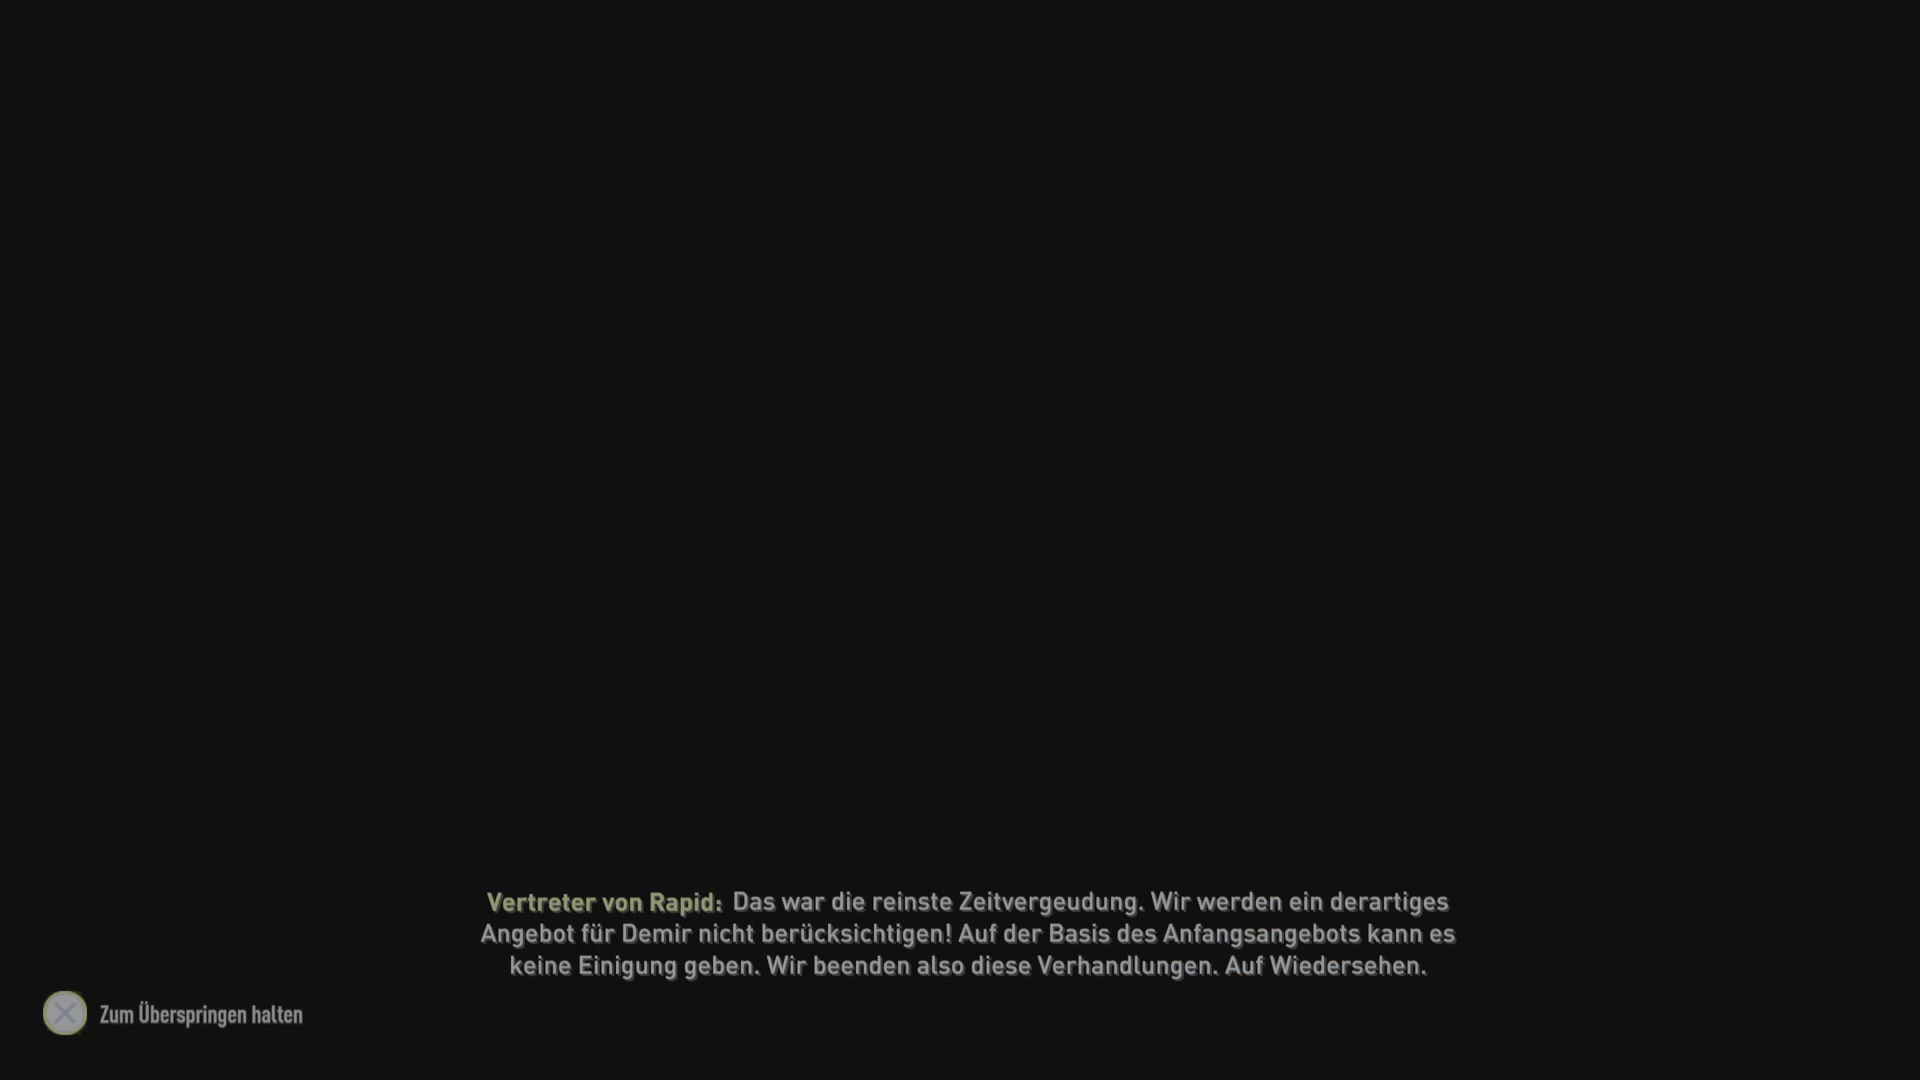 Vertreter von Rapid: Das war die reinste Zeitvergeudung. Wir werden ein derartiges
Angebot für Demir nicht berücksichtigen! Auf der Basis des Anfangsangebots kann es
keine Einigung geben. Wir beenden also diese Verhandlungen. Auf Wiedersehen.
Zum Überspringen halten